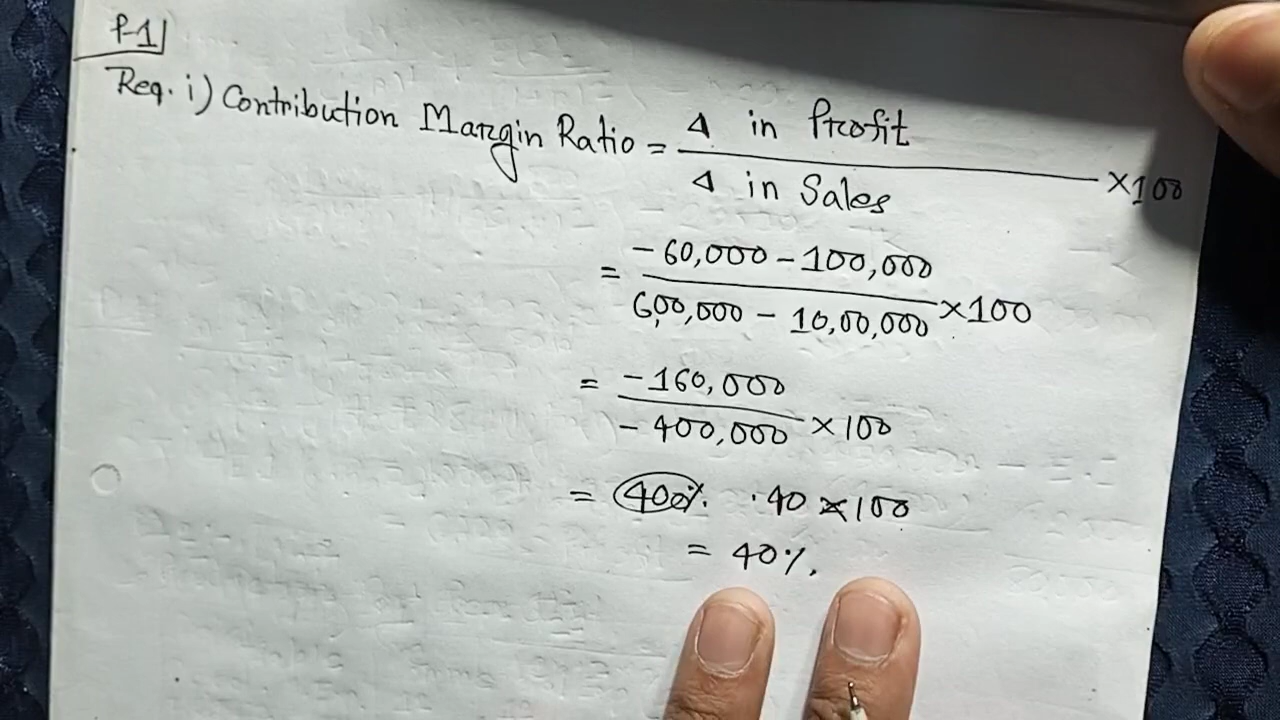 P-1
Req. i) Contribution Margin Ratio = Δ in Profit / Δ in Sales ×100
= -60,000 - 100,000 / 600,000 - 10,00,000 ×100
= -160,000 / -400,000 ×100
= 400%. .40 ×100
= 40%.